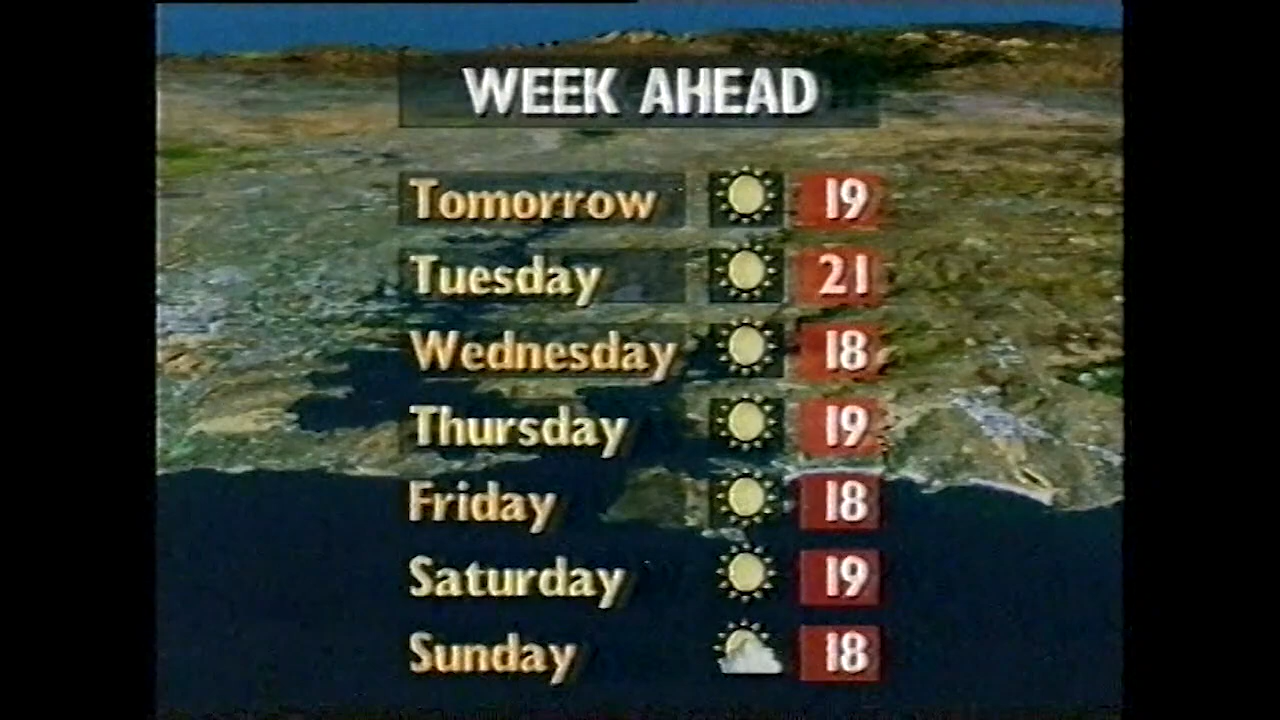 WEEK AHEAD
Tomorrow 19
Tuesday 21
Wednesday 18
Thursday 19
Friday 18
Saturday 19
Sunday 18